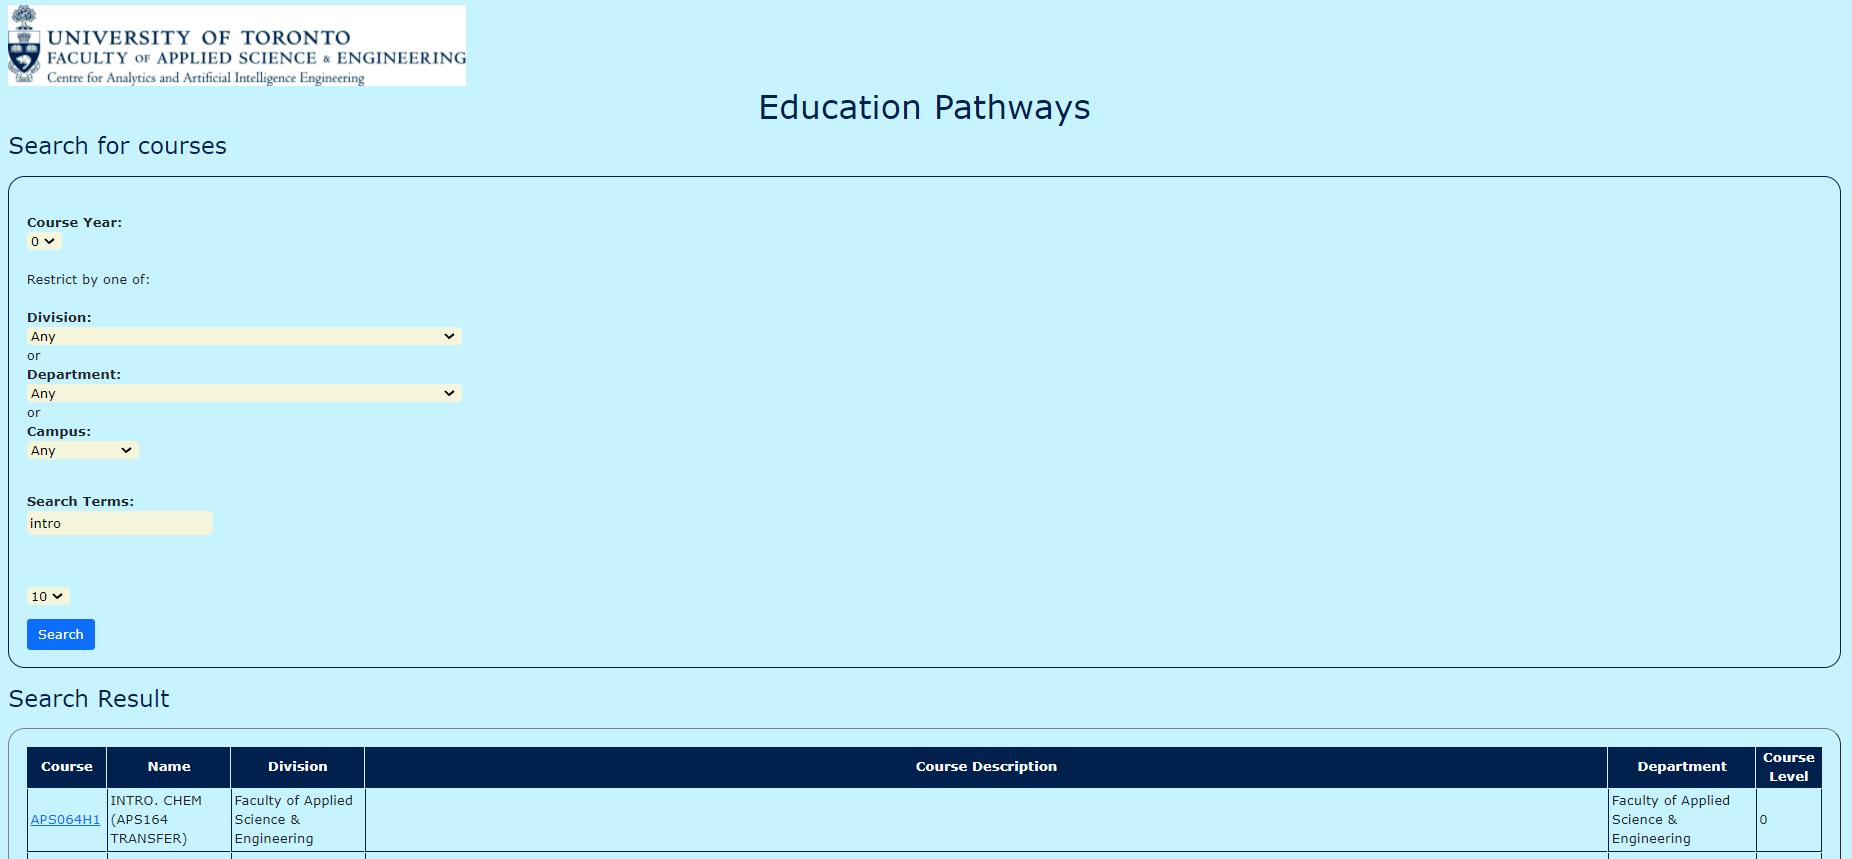 UNIVERSITY OF TORONTO
FACULTY OF APPLIED SCIENCE & ENGINEERING
Centre for Analytics and Artificial Intelligence Engineering
Education Pathways
Search for courses
Course Year:
0
Restrict by one of:
Division:
Any
or
Department:
Any
or
Campus:
Any
Search Terms:
intro
10
Search
Search Result
Course Name Division Course Description Department Course Level
APS064H1
INTRO. CHEM
(APS164
TRANSFER)
Faculty of Applied
Science &
Engineering
Faculty of Applied
Science &
Engineering
0